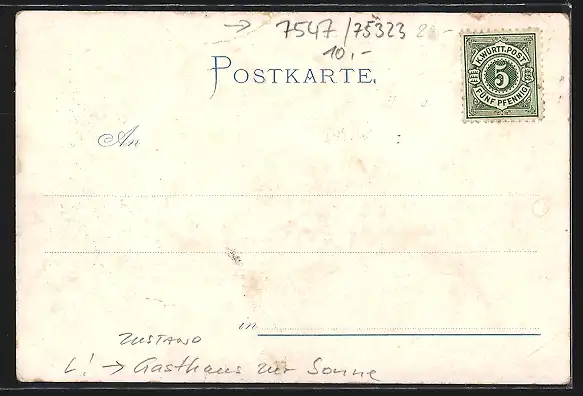 → 7547/75323
10,-
POSTKARTE.
K.WÜRTT.POST
5
FÜNF PFENNIG
An
in
ZUSTAND
L! → Gasthaus zur Sonne